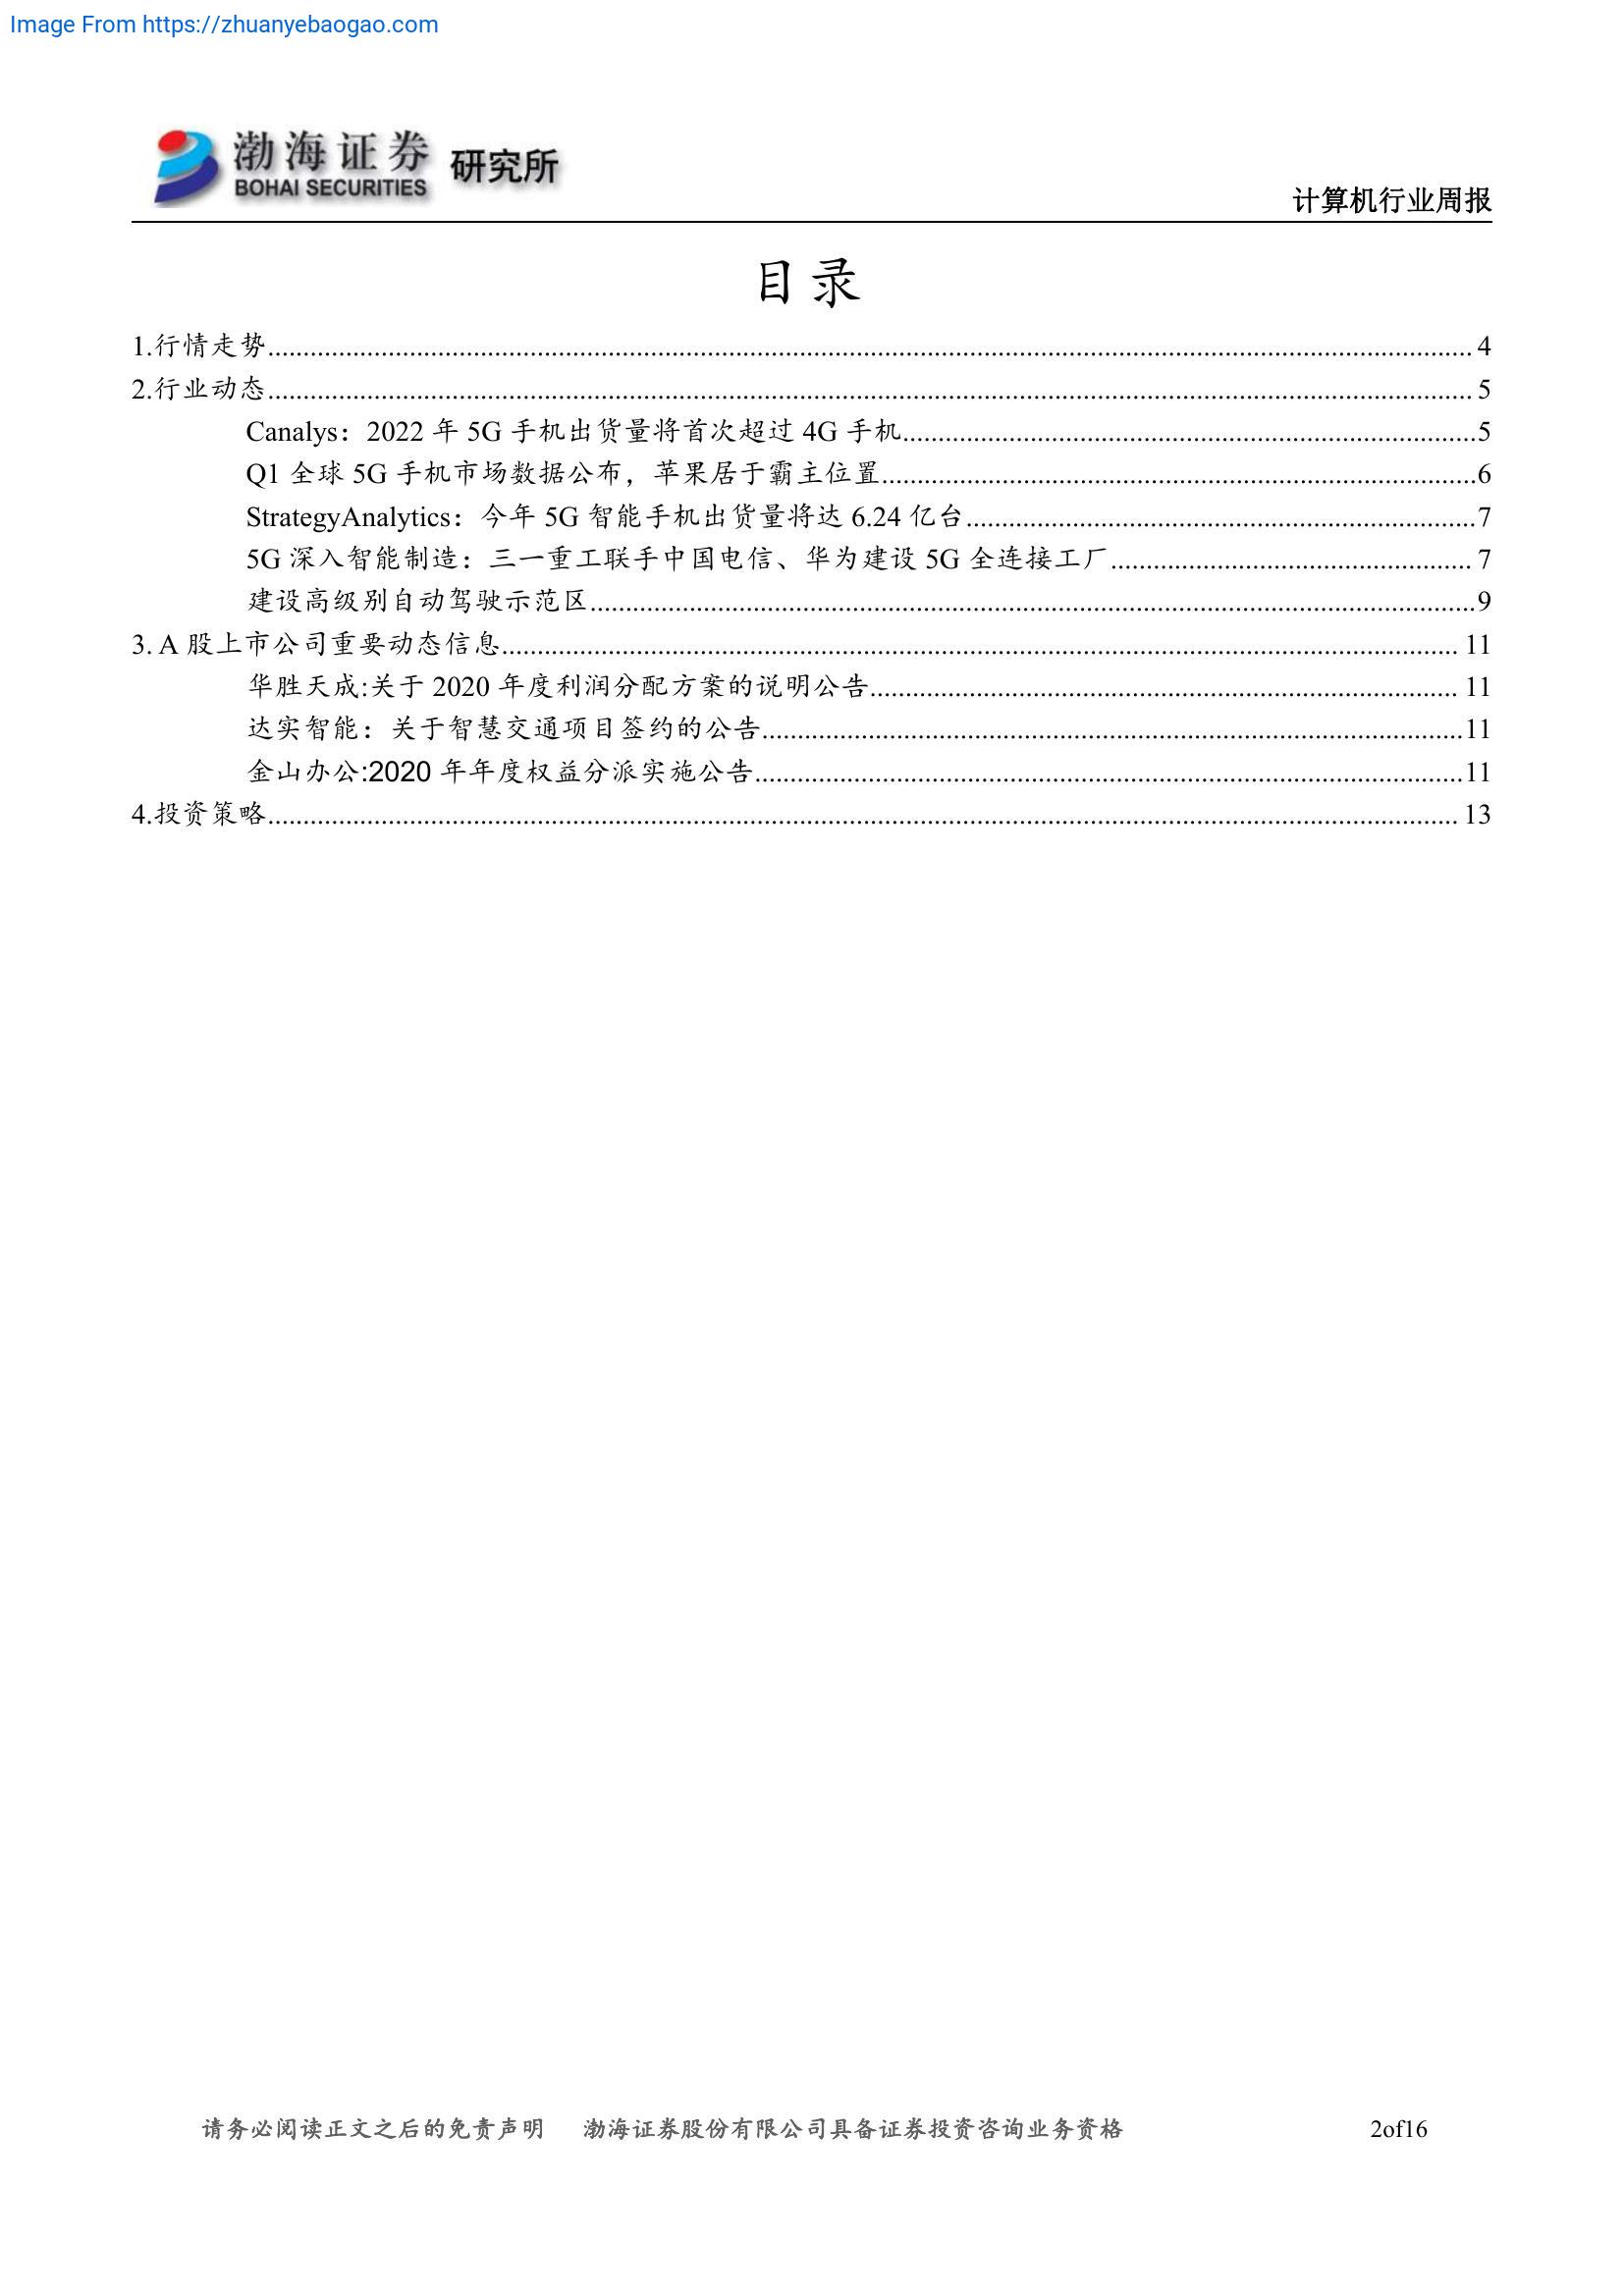 Image From https://zhuanyebaogao.com
渤海证券 研究所
BOHAI SECURITIES
计算机行业周报
目录
1.行情走势 4
2.行业动态 5
Canalys：2022 年 5G 手机出货量将首次超过 4G 手机 5
Q1 全球 5G 手机市场数据公布，苹果居于霸主位置 6
StrategyAnalytics：今年 5G 智能手机出货量将达 6.24 亿台 7
5G 深入智能制造：三一重工联手中国电信、华为建设 5G 全连接工厂 7
建设高级别自动驾驶示范区 9
3. A 股上市公司重要动态信息 11
华胜天成:关于 2020 年度利润分配方案的说明公告 11
达实智能：关于智慧交通项目签约的公告 11
金山办公:2020 年年度权益分派实施公告 11
4.投资策略 13
请务必阅读正文之后的免责声明 渤海证券股份有限公司具备证券投资咨询业务资格 2of16